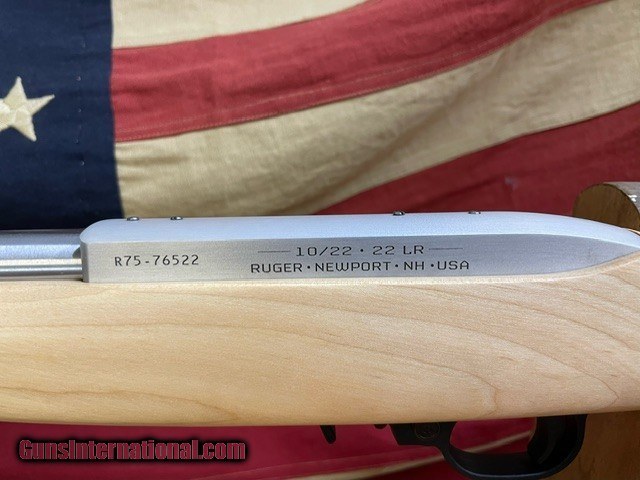 R75-76522
10/22 • 22 LR
RUGER • NEWPORT • NH • USA
GunsInternational.com